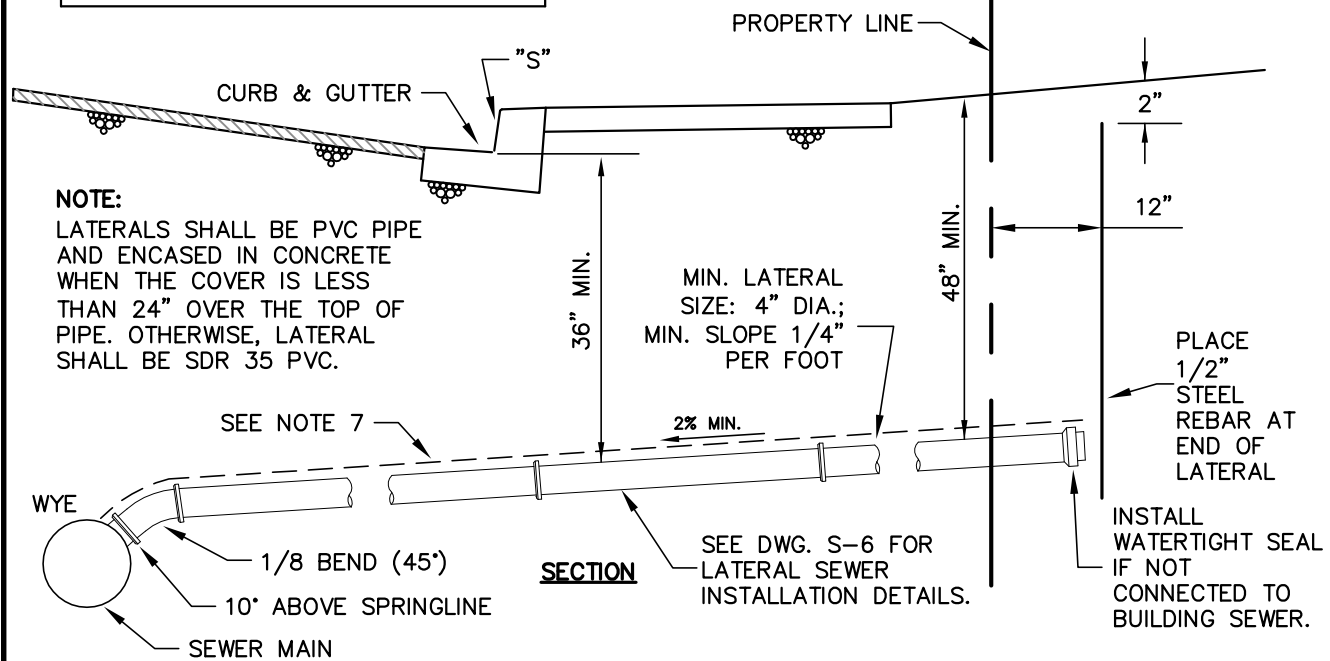 PROPERTY LINE
"S"
CURB & GUTTER
2"
12"
NOTE:
LATERALS SHALL BE PVC PIPE
AND ENCASED IN CONCRETE
WHEN THE COVER IS LESS
THAN 24" OVER THE TOP OF
PIPE. OTHERWISE, LATERAL
SHALL BE SDR 35 PVC.
36" MIN.
MIN. LATERAL
SIZE: 4" DIA.;
MIN. SLOPE 1/4"
PER FOOT
48" MIN.
PLACE
1/2"
STEEL
REBAR AT
END OF
LATERAL
SEE NOTE 7
2% MIN.
WYE
1/8 BEND (45°)
10° ABOVE SPRINGLINE
SEWER MAIN
SECTION
SEE DWG. S-6 FOR
LATERAL SEWER
INSTALLATION DETAILS.
INSTALL
WATERTIGHT SEAL
IF NOT
CONNECTED TO
BUILDING SEWER.